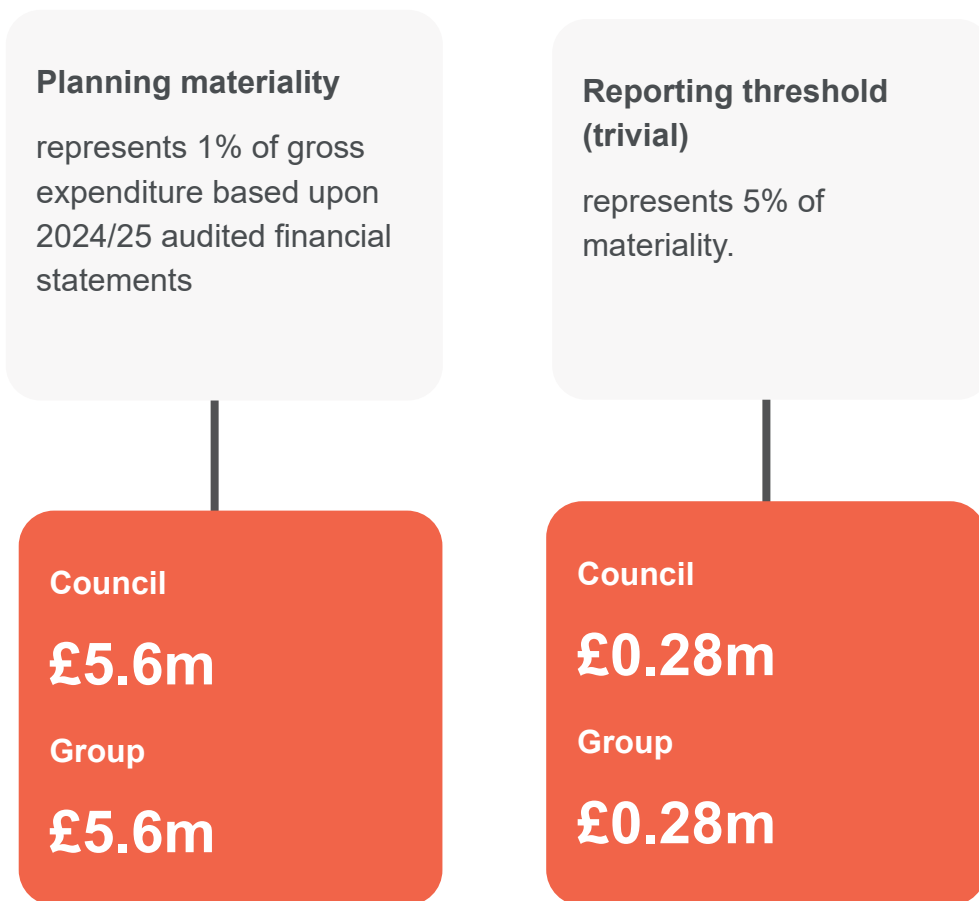 Planning materiality
represents 1% of gross
expenditure based upon
2024/25 audited financial
statements
Council
£5.6m
Group
£5.6m
Reporting threshold
(trivial)
represents 5% of
materiality.
Council
£0.28m
Group
£0.28m